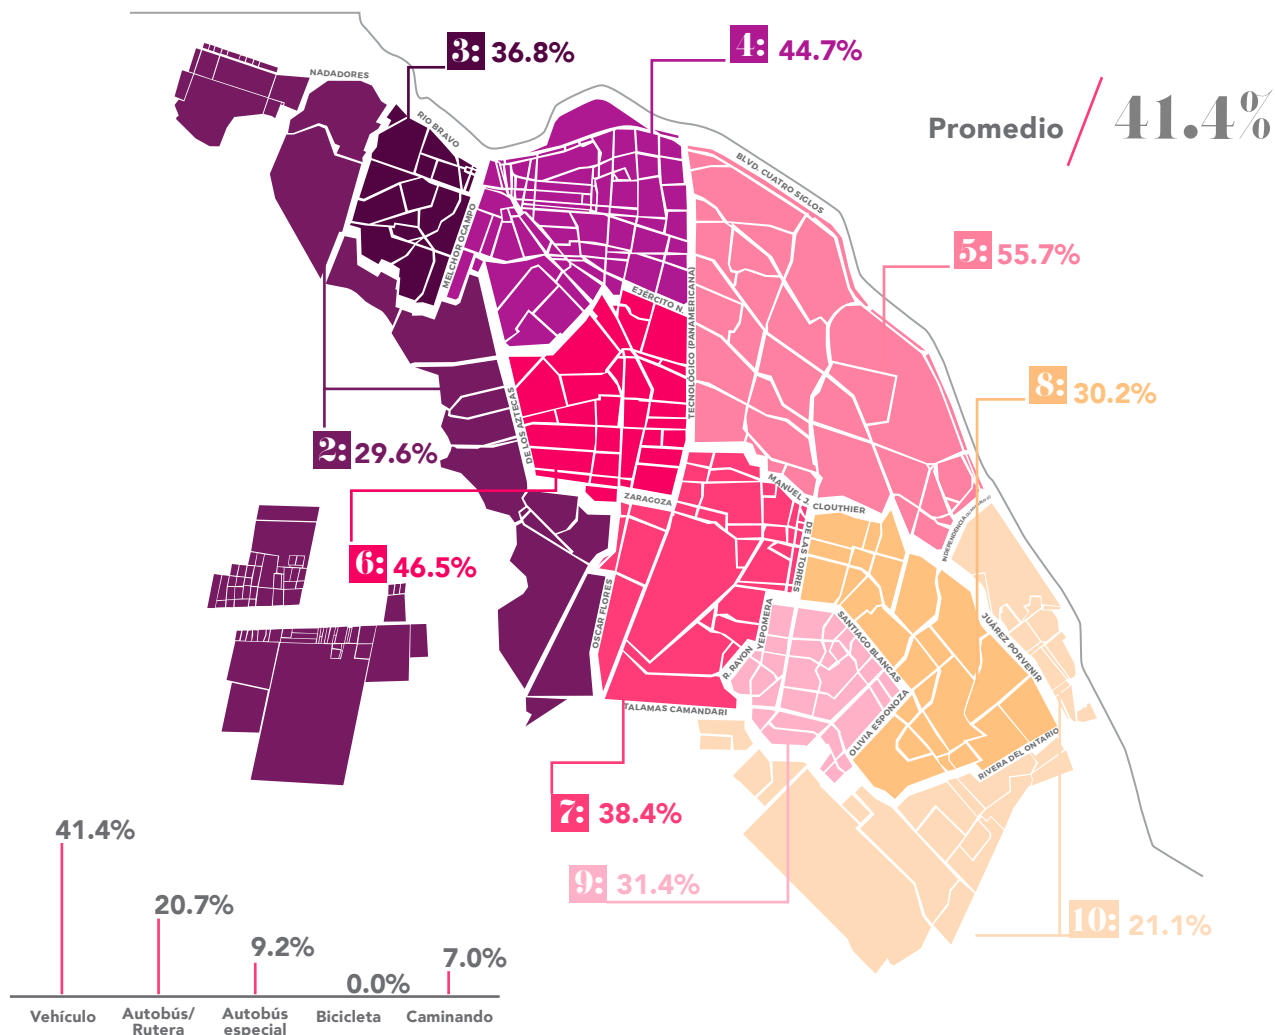 3: 36.8%
4: 44.7%
NADADORES
RIO BRAVO
Promedio / 41.4%
BLVD. CUATRO SIGLOS
MELCHOR OCAMPO
5: 55.7%
EJÉRCITO N.
TECNOLÓGICO (PANAMERICANA)
8: 30.2%
DE LOS AZTECAS
2: 29.6%
ZARAGOZA
MANUEL J. CLOUTHIER
6: 46.5%
DE LAS TORRES
OSCAR FLORES
YEPOMERA
SANTIAGO BLANCAS
JUÁREZ PORVENIR
R. RAYON
TALAMAS CAMANDARI
OLIVIA ESPONOZA
RIVERA DEL ONTARIO
7: 38.4%
9: 31.4%
10: 21.1%
41.4%
20.7%
9.2%
0.0%
7.0%
Vehículo
Autobús/
Rutera
Autobús
especial
Bicicleta
Caminando